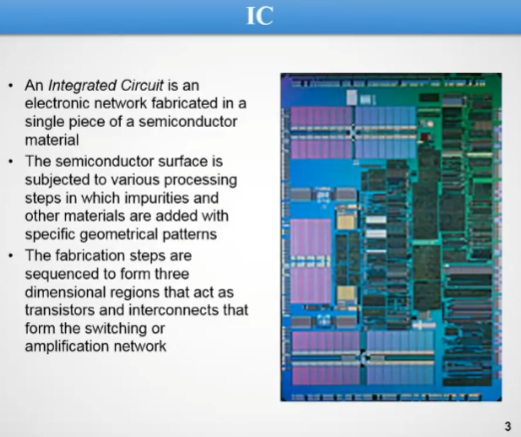 IC
• An Integrated Circuit is an
electronic network fabricated in a
single piece of a semiconductor
material
• The semiconductor surface is
subjected to various processing
steps in which impurities and
other materials are added with
specific geometrical patterns
• The fabrication steps are
sequenced to form three
dimensional regions that act as
transistors and interconnects that
form the switching or
amplification network
3